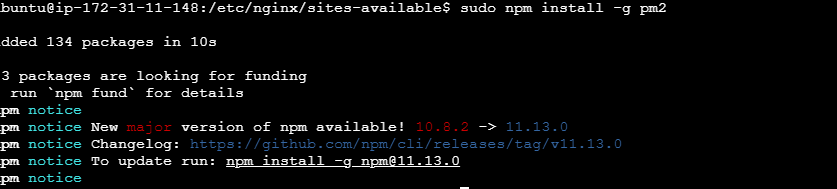 buntu@ip-172-31-11-148:/etc/nginx/sites-available$ sudo npm install -g pm2
dded 134 packages in 10s
3 packages are looking for funding
run `npm fund` for details
pm notice
pm notice New major version of npm available! 10.8.2 -> 11.13.0
pm notice Changelog: https://github.com/npm/cli/releases/tag/v11.13.0
pm notice To update run: npm install -g npm@11.13.0
pm notice